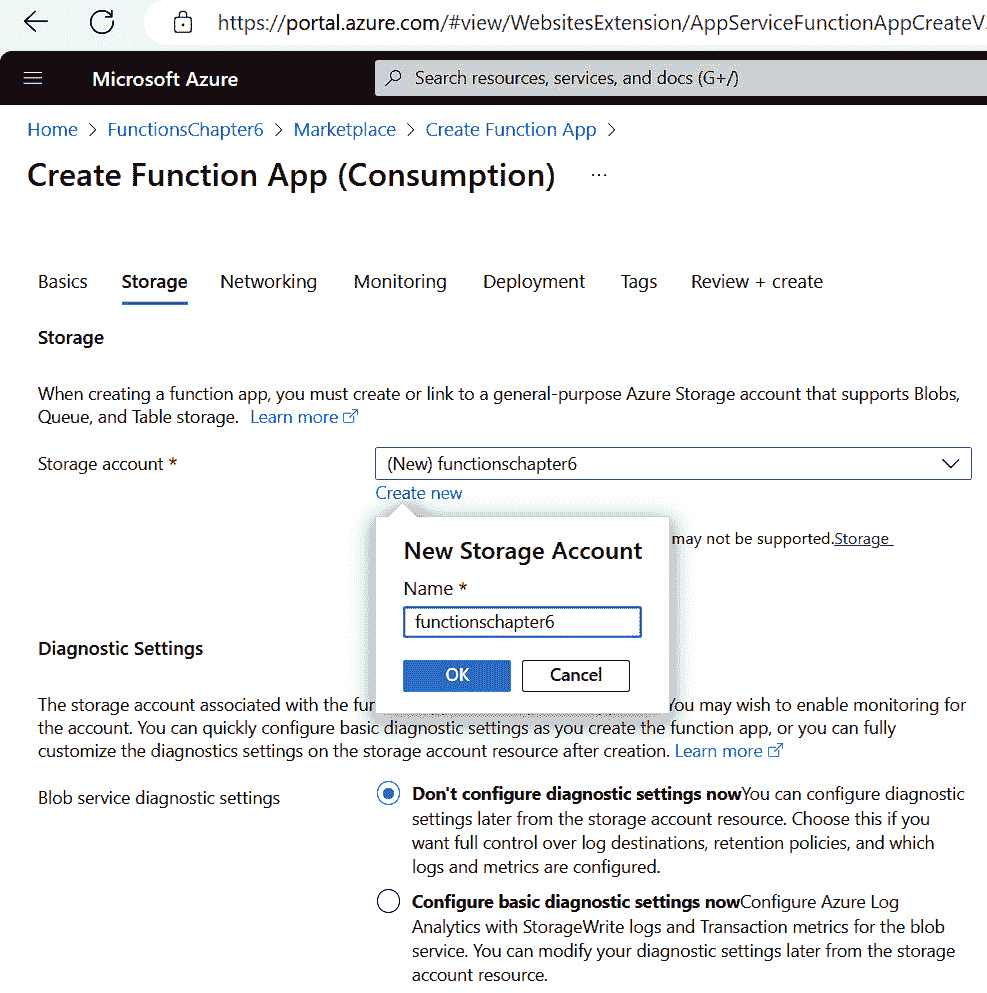 https://portal.azure.com/#view/WebsitesExtension/AppServiceFunctionAppCreateV
Microsoft Azure
Search resources, services, and docs (G+/)
Home > FunctionsChapter6 > Marketplace > Create Function App >
Create Function App (Consumption) ...
Basics Storage Networking Monitoring Deployment Tags Review + create
Storage
When creating a function app, you must create or link to a general-purpose Azure Storage account that supports Blobs,
Queue, and Table storage. Learn more
Storage account *
(New) functionschapter6
Create new
may not be supported.Storage
New Storage Account
Name *
functionschapter6
OK Cancel
Diagnostic Settings
The storage account associated with the You may wish to enable monitoring for
the account. You can quickly configure basic diagnostic settings as you create the function app, or you can fully
customize the diagnostics settings on the storage account resource after creation. Learn more
Blob service diagnostic settings
Don't configure diagnostic settings nowYou can configure diagnostic
settings later from the storage account resource. Choose this if you
want full control over log destinations, retention policies, and which
logs and metrics are configured.
Configure basic diagnostic settings nowConfigure Azure Log
Analytics with StorageWrite logs and Transaction metrics for the blob
service. You can modify your diagnostic settings later from the storage
account resource.